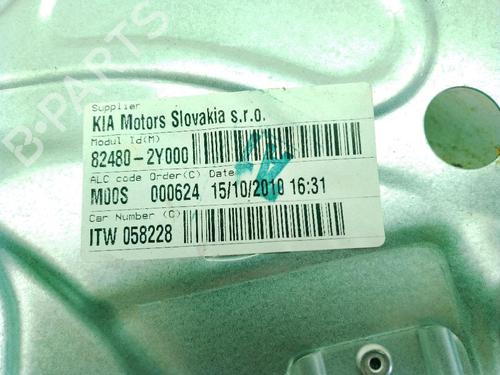 B-PARTS
Supplier
KIA Motors Slovakia s.r.o.
Modul Id(M)
82480-2Y000
ALC code Order(C) Date
M00S 000624 15/10/2010 16:31
Car Number (C)
ITW 058228